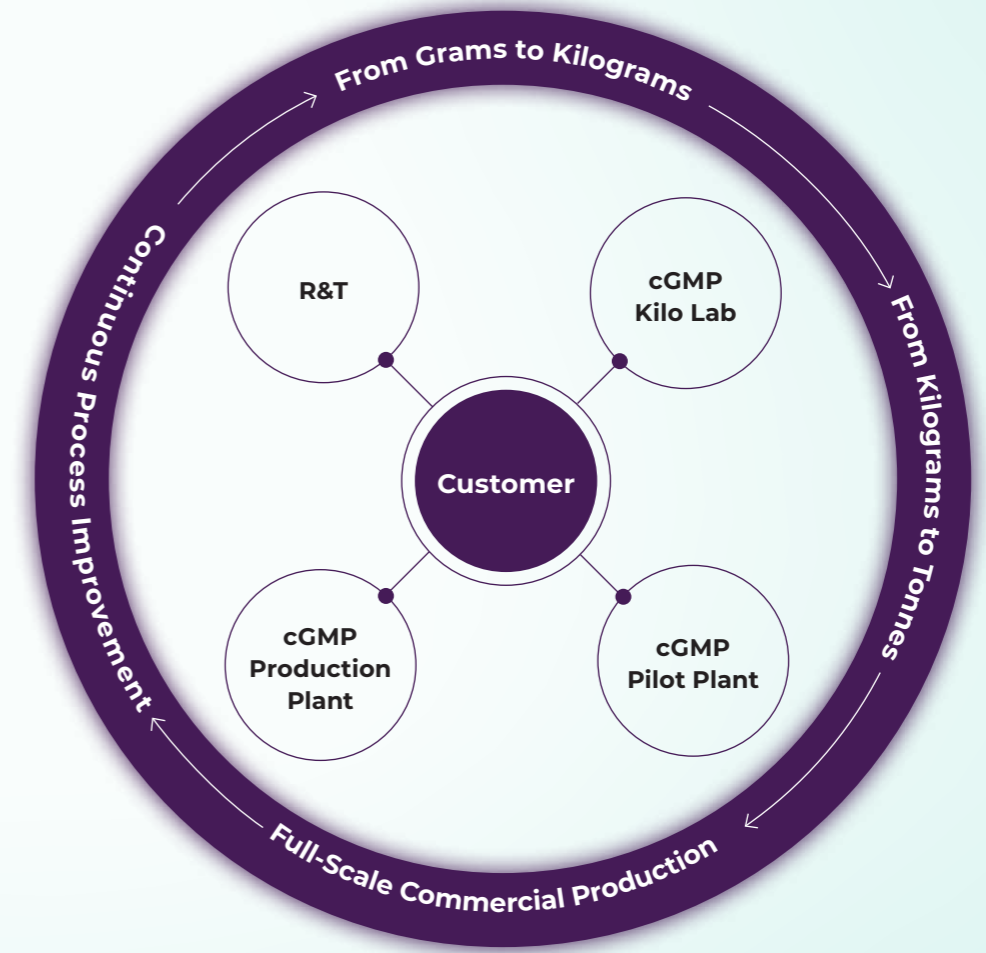 From Grams to Kilograms
From Kilograms to Tonnes
Full-Scale Commercial Production
Continuous Process Improvement
R&T
cGMP
Kilo Lab
Customer
cGMP
Production
Plant
cGMP
Pilot Plant